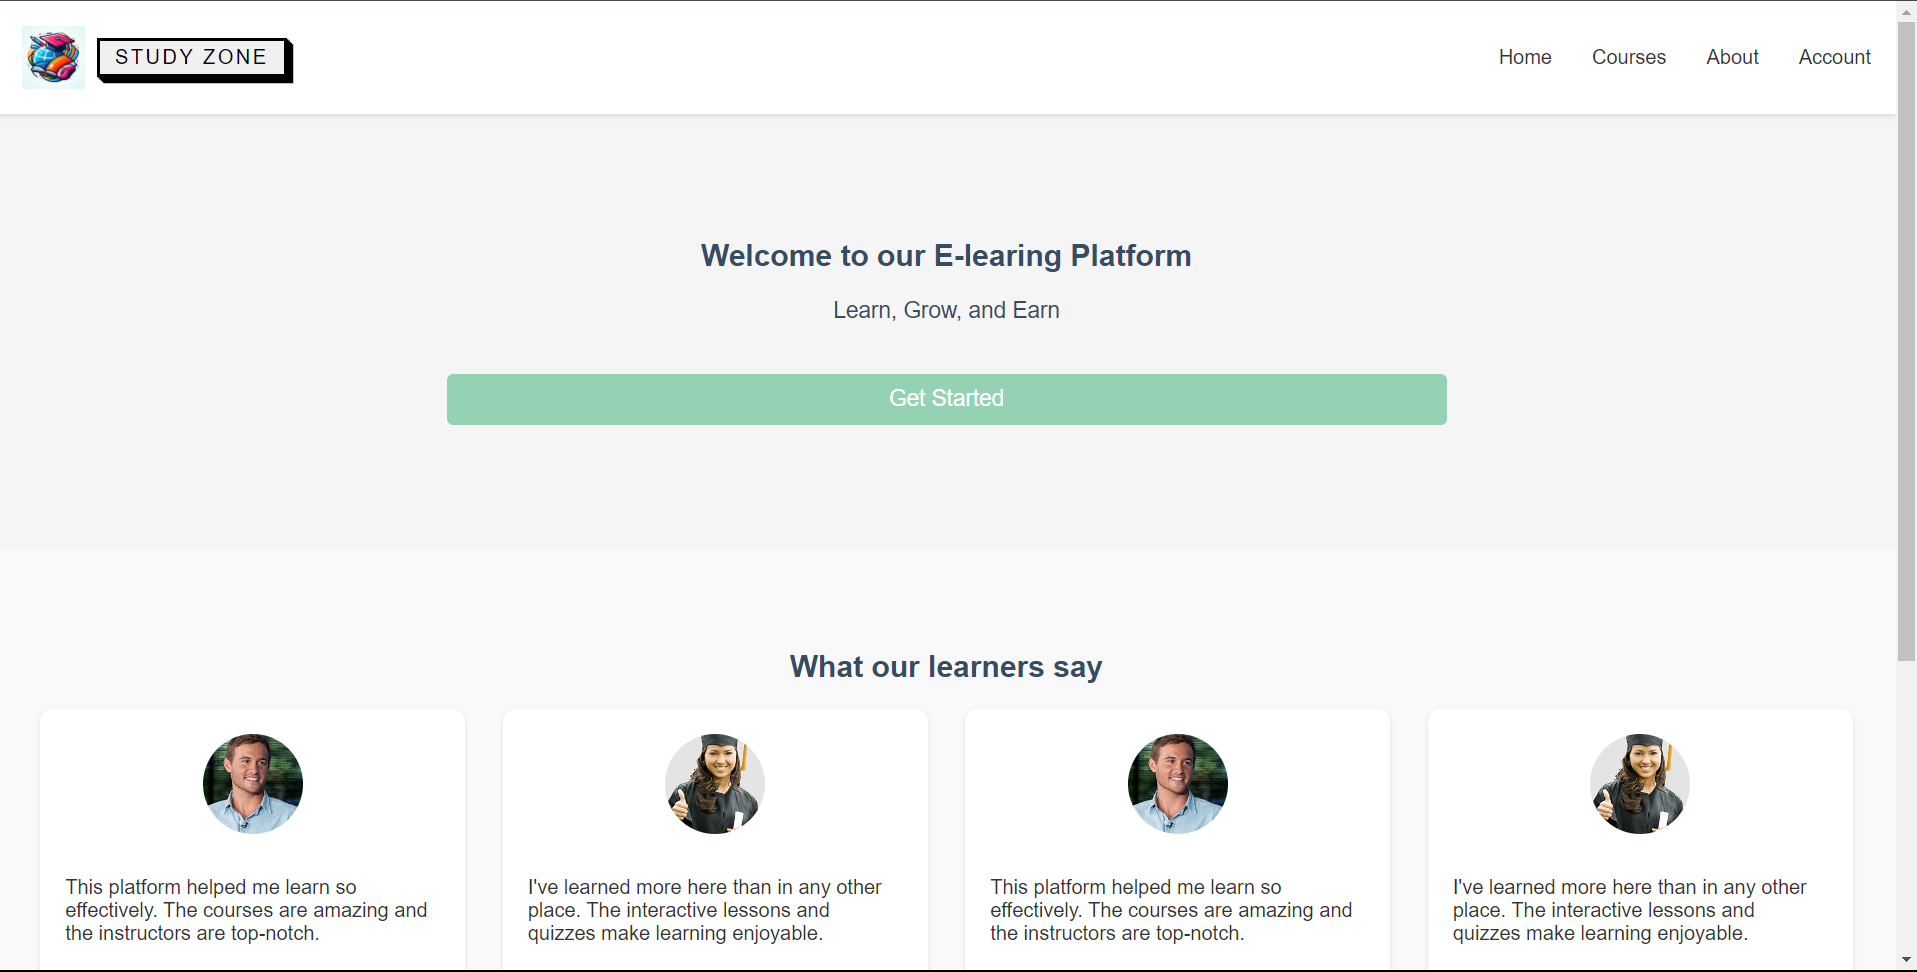 STUDY ZONE
Home Courses About Account
Welcome to our E-learing Platform
Learn, Grow, and Earn
Get Started
What our learners say
This platform helped me learn so
effectively. The courses are amazing and
the instructors are top-notch.
I've learned more here than in any other
place. The interactive lessons and
quizzes make learning enjoyable.
This platform helped me learn so
effectively. The courses are amazing and
the instructors are top-notch.
I've learned more here than in any other
place. The interactive lessons and
quizzes make learning enjoyable.